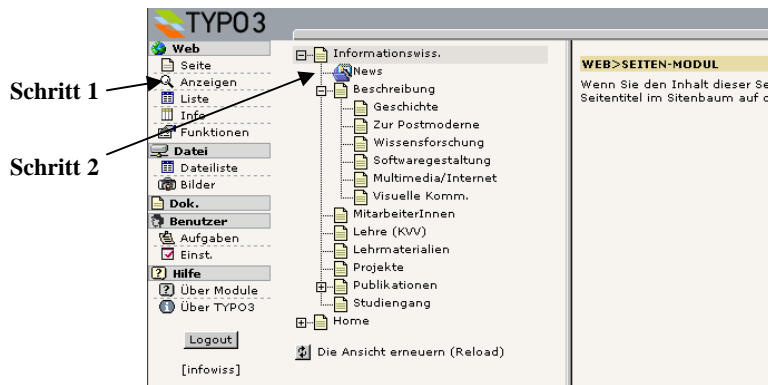 TYPO3
Web
Seite
Anzeigen
Liste
Info
Funktionen
Datei
Dateiliste
Bilder
Dok.
Benutzer
Aufgaben
Einst.
Hilfe
Über Module
Über TYPO3
Logout
[infowiss]
Schritt 1
Schritt 2
Informationswiss.
News
Beschreibung
Geschichte
Zur Postmoderne
Wissensforschung
Softwaregestaltung
Multimedia/Internet
Visuelle Komm.
MitarbeiterInnen
Lehre (KVV)
Lehrmaterialien
Projekte
Publikationen
Studiengang
Home
Die Ansicht erneuern (Reload)
WEB>SEITEN-MODUL
Wenn Sie den Inhalt dieser Se
Seitentitel im Sitenbaum auf d